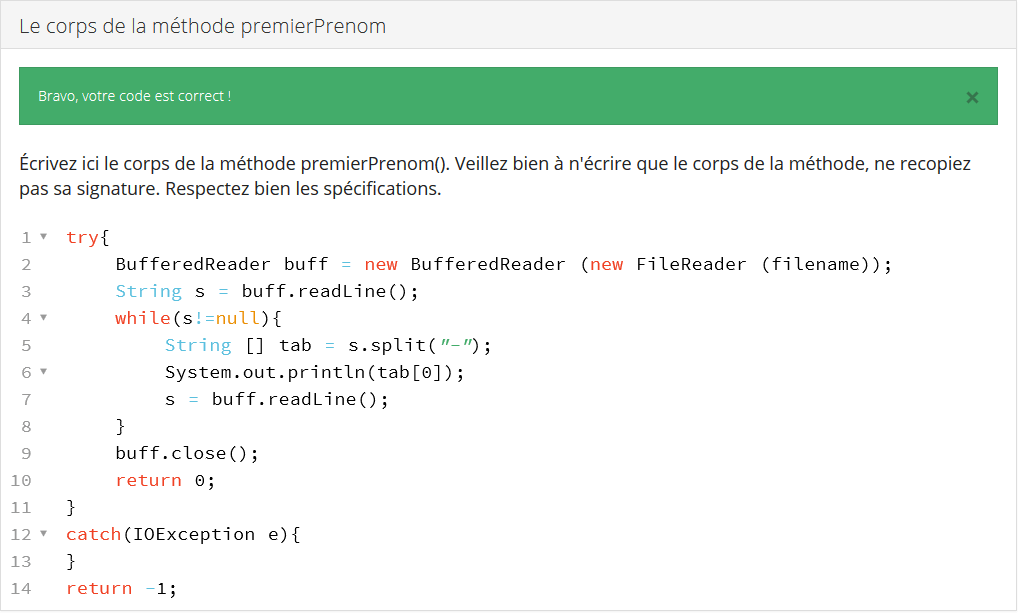 Le corps de la méthode premierPrenom
Bravo, votre code est correct !
×
Écrivez ici le corps de la méthode premierPrenom(). Veillez bien à n'écrire que le corps de la méthode, ne recopiez
pas sa signature. Respectez bien les spécifications.
1 try{
2 BufferedReader buff = new BufferedReader (new FileReader (filename));
3 String s = buff.readLine();
4 while(s!=null){
5 String [] tab = s.split("-");
6 System.out.println(tab[0]);
7 s = buff.readLine();
8 }
9 buff.close();
10 return 0;
11 }
12 catch(IOException e){
13 }
14 return -1;